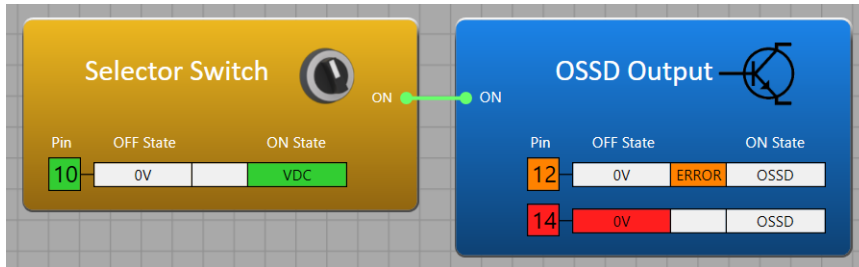 Selector Switch
ON
Pin OFF State ON State
10 0V VDC
OSSD Output
ON
Pin OFF State ON State
12 0V ERROR OSSD
14 0V OSSD